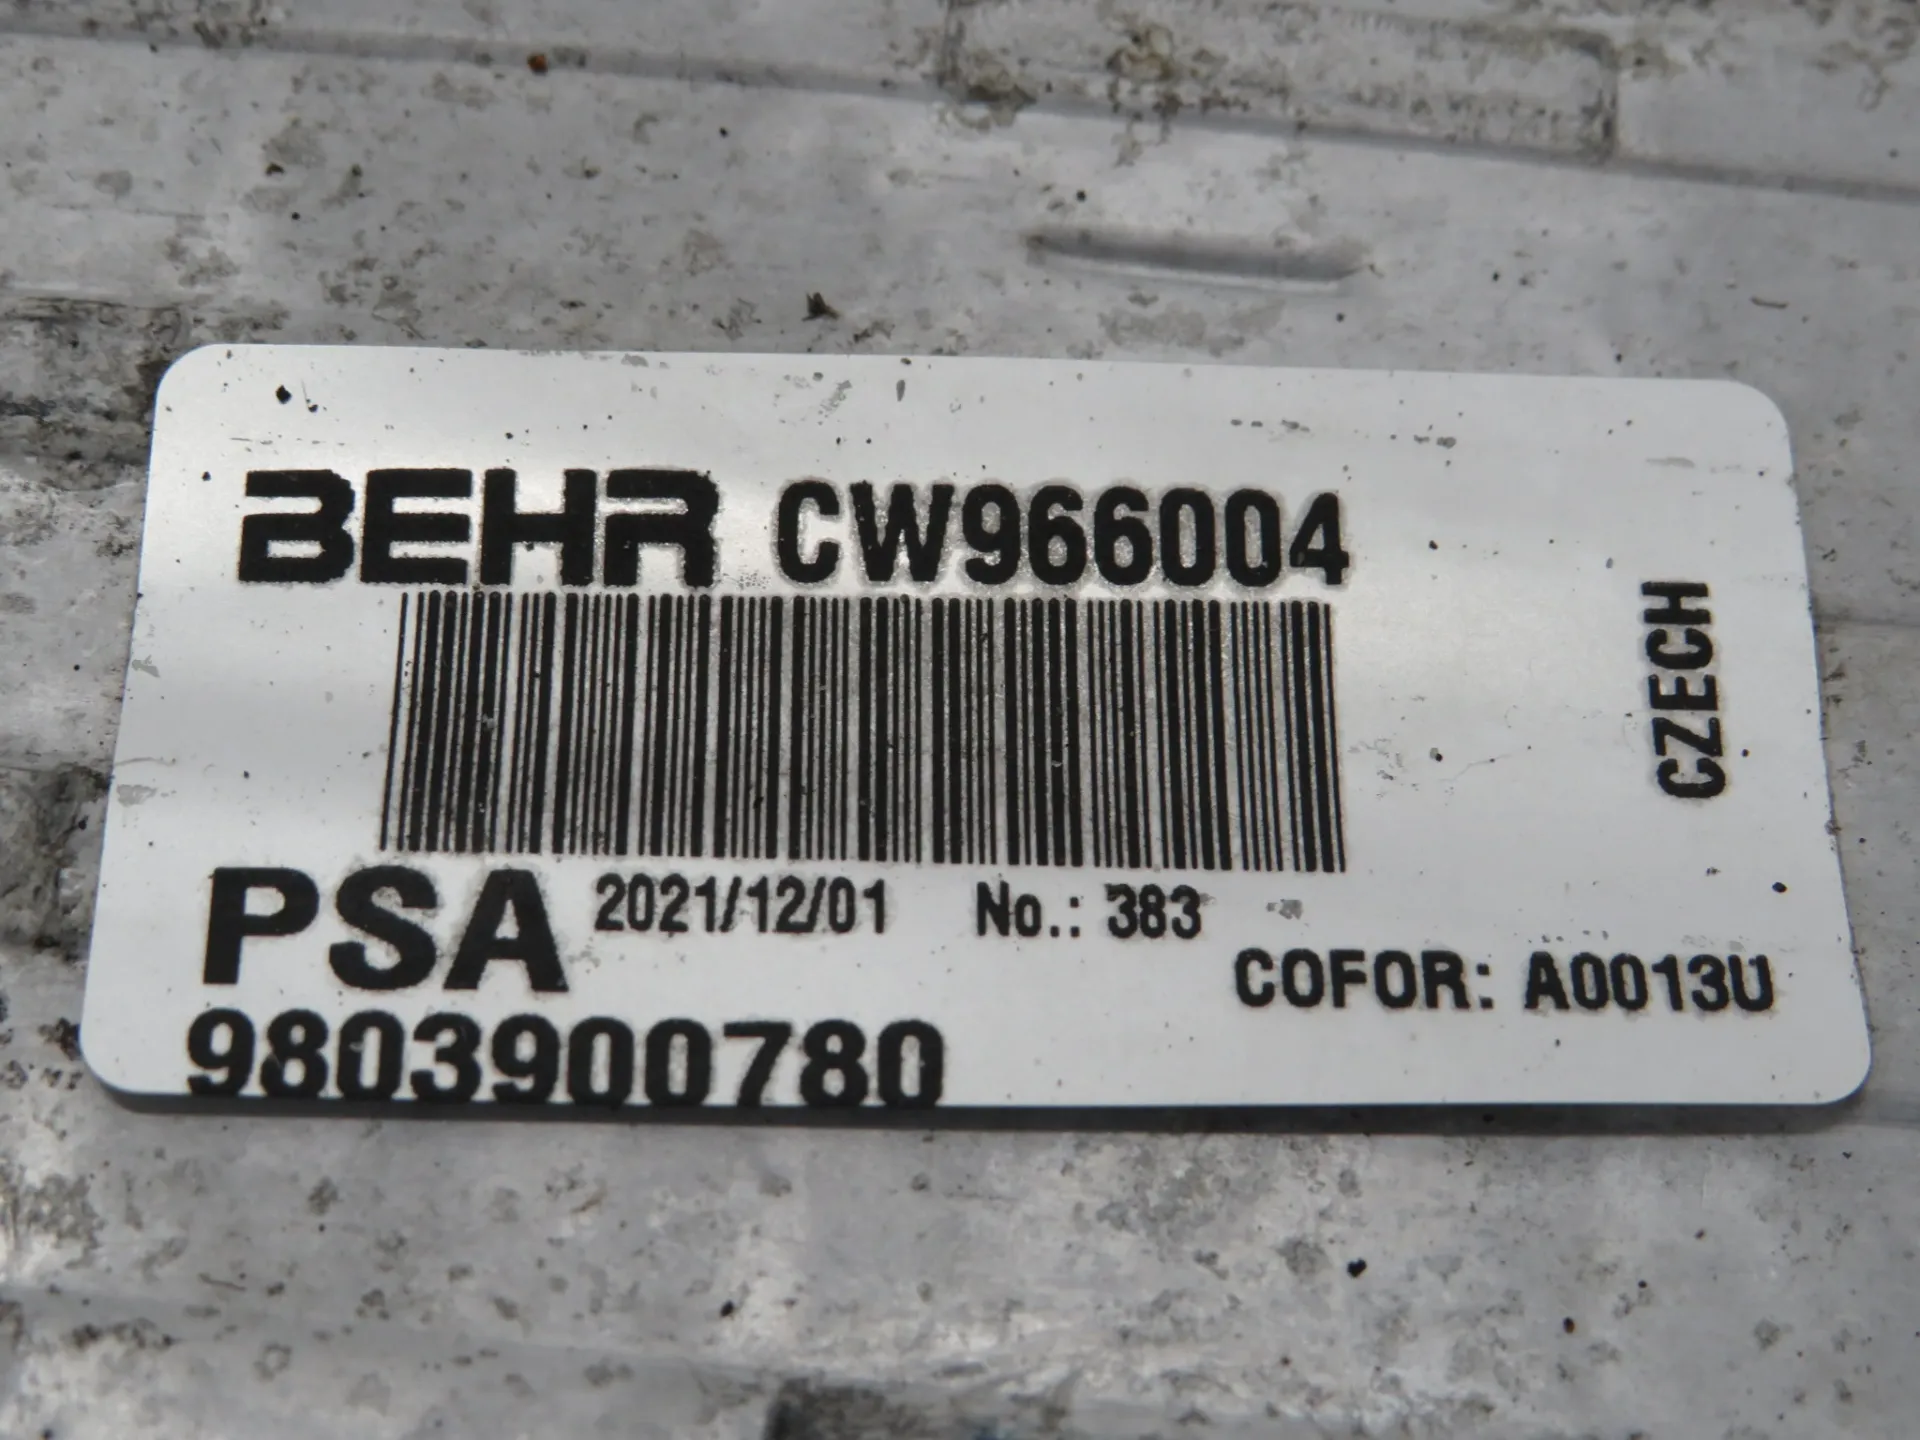 BEHR CW966004
CZECH
PSA 2021/12/01 No.: 383
COFOR: A0013U
9803900780